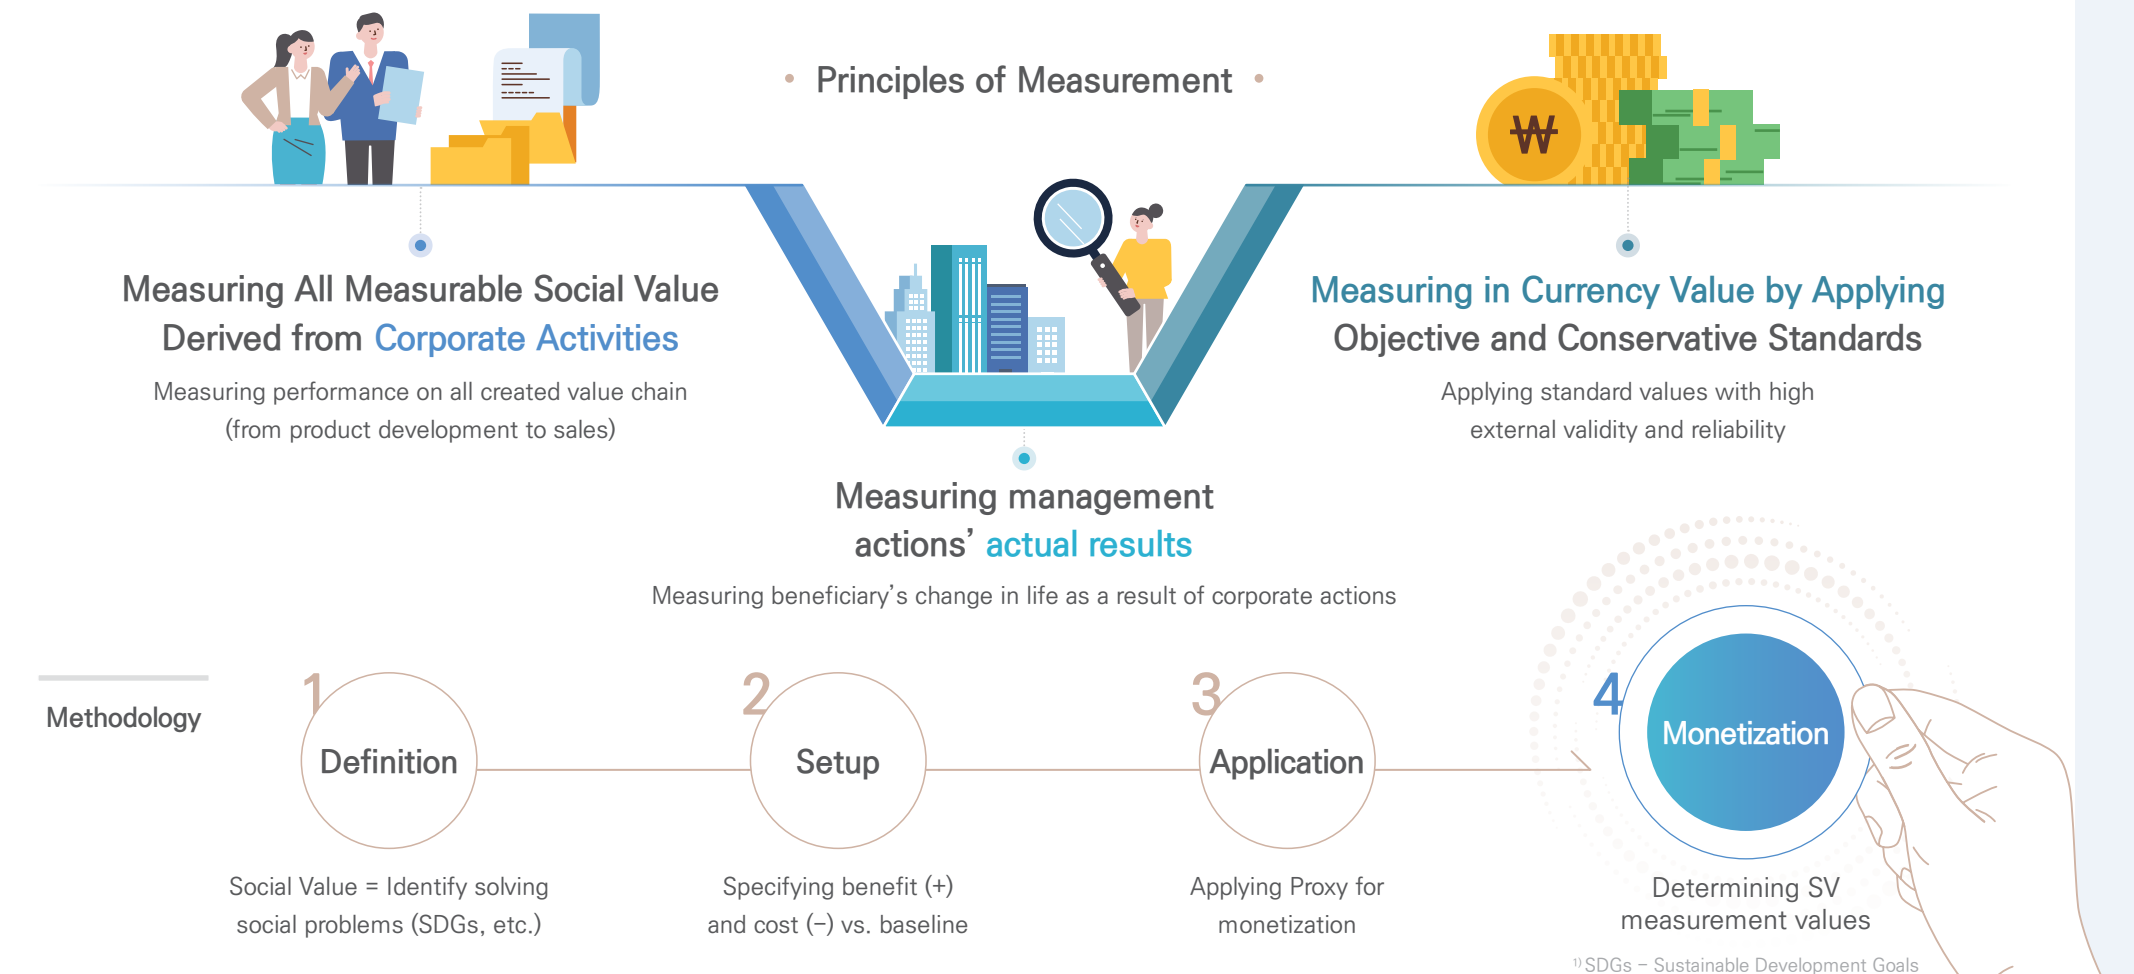 • Principles of Measurement •
₩
Measuring All Measurable Social Value
Derived from Corporate Activities
Measuring performance on all created value chain
(from product development to sales)
Measuring in Currency Value by Applying
Objective and Conservative Standards
Applying standard values with high
external validity and reliability
Measuring management
actions’ actual results
Measuring beneficiary’s change in life as a result of corporate actions
Methodology
1
Definition
Social Value = Identify solving
social problems (SDGs, etc.)
2
Setup
Specifying benefit (+)
and cost (−) vs. baseline
3
Application
Applying Proxy for
monetization
4
Monetization
Determining SV
measurement values
1) SDGs − Sustainable Development Goals